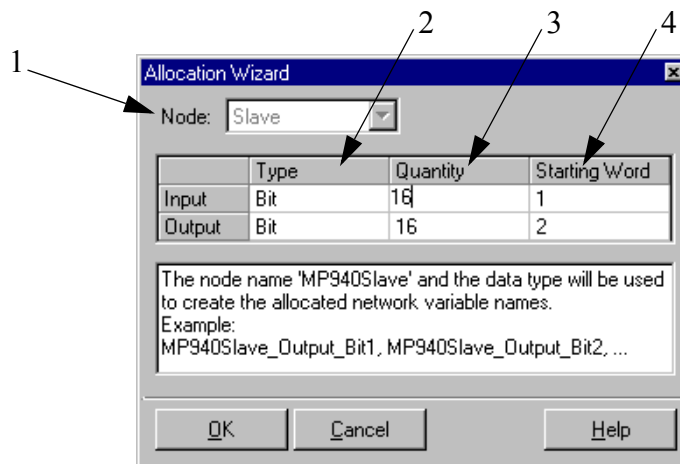 2 3 4
1
Allocation Wizard
Node: Slave
Type Quantity Starting Word
Input Bit 16 1
Output Bit 16 2
The node name 'MP940Slave' and the data type will be used
to create the allocated network variable names.
Example:
MP940Slave_Output_Bit1, MP940Slave_Output_Bit2, ...
OK Cancel Help